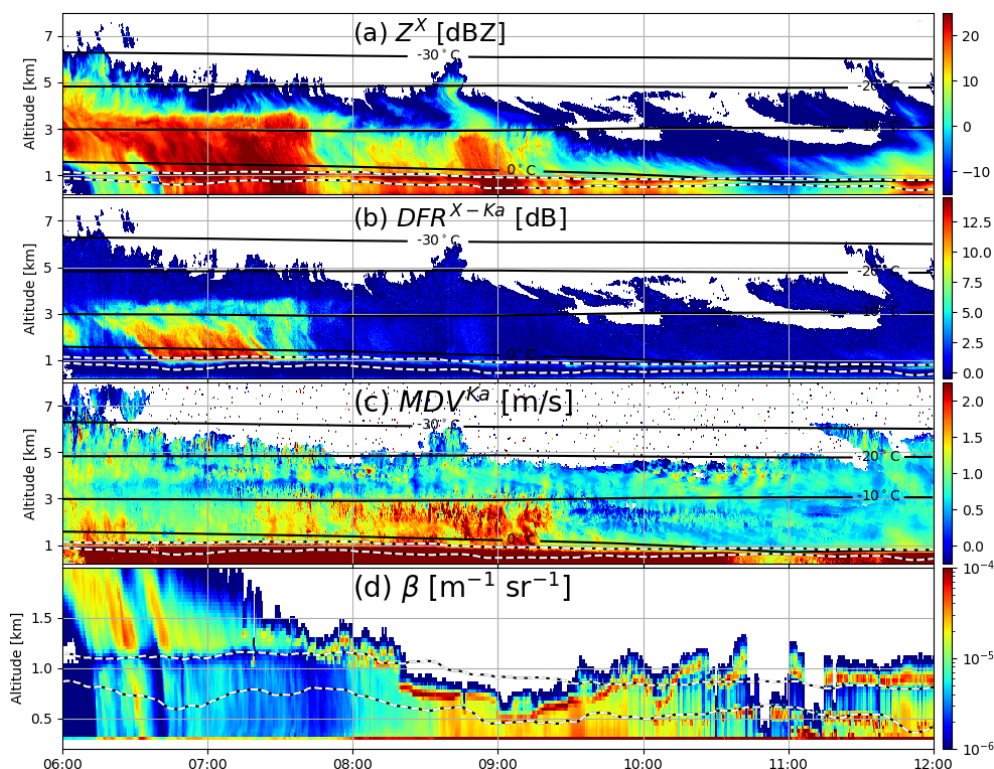 (a) Z^X [dBZ]
Altitude [km]
7
5
3
1
-30°C
-20°C
-10°C
0°C
20
10
0
−10
(b) DFR^{X−Ka} [dB]
Altitude [km]
7
5
3
1
-30°C
-20°C
-10°C
0°C
12.5
10.0
7.5
5.0
2.5
0.0
(c) MDV^{Ka} [m/s]
Altitude [km]
7
5
3
1
-30°C
-20°C
-10°C
0°C
2.0
1.5
1.0
0.5
0.0
(d) β [m^{−1} sr^{−1}]
Altitude [km]
1.5
1.0
0.5
10^{−4}
10^{−5}
10^{−6}
06:00 07:00 08:00 09:00 10:00 11:00 12:00